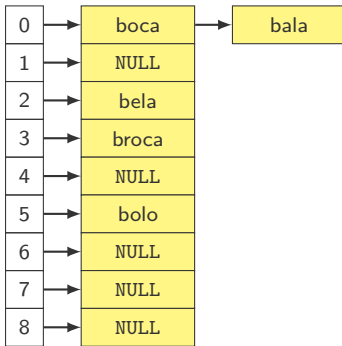 0 boca bala
1 NULL
2 bela
3 broca
4 NULL
5 bolo
6 NULL
7 NULL
8 NULL